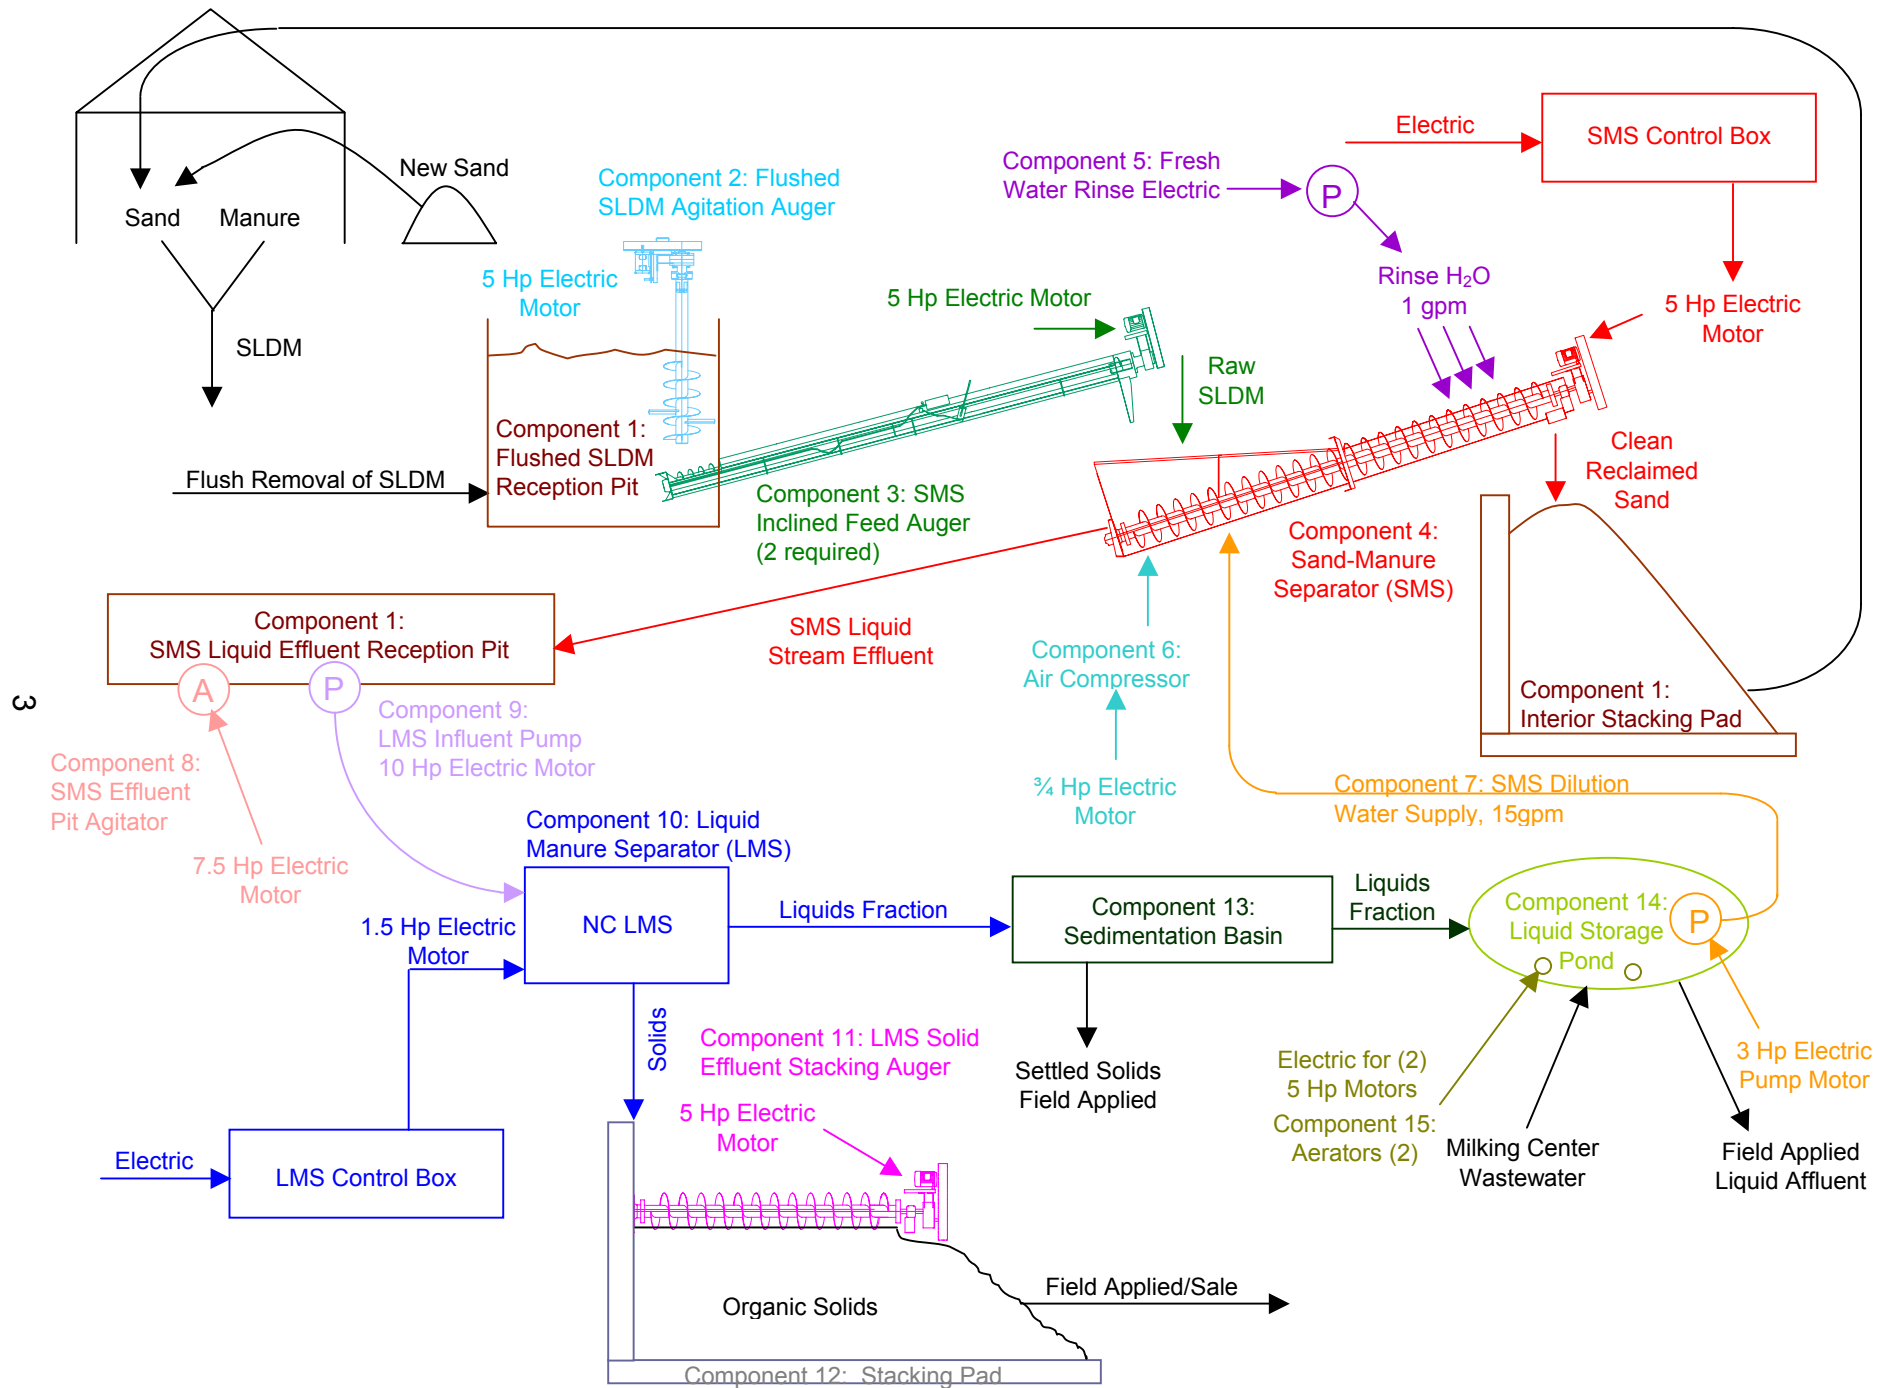 New Sand
Sand
Manure
SLDM
Flush Removal of SLDM
Component 2: Flushed
SLDM Agitation Auger
5 Hp Electric
Motor
Component 1:
Flushed SLDM
Reception Pit
5 Hp Electric Motor
Raw
SLDM
Component 3: SMS
Inclined Feed Auger
(2 required)
Component 5: Fresh
Water Rinse Electric
P
Rinse H₂O
1 gpm
Electric
SMS Control Box
5 Hp Electric
Motor
Clean
Reclaimed
Sand
Component 4:
Sand-Manure
Separator (SMS)
Component 1:
Interior Stacking Pad
SMS Liquid
Stream Effluent
Component 6:
Air Compressor
¾ Hp Electric
Motor
Component 7: SMS Dilution
Water Supply, 15gpm
Component 1:
SMS Liquid Effluent Reception Pit
A
P
3
Component 9:
LMS Influent Pump
10 Hp Electric Motor
Component 8:
SMS Effluent
Pit Agitator
7.5 Hp Electric
Motor
Component 10: Liquid
Manure Separator (LMS)
NC LMS
1.5 Hp Electric
Motor
Liquids Fraction
Component 13:
Sedimentation Basin
Liquids
Fraction
Component 14:
Liquid Storage
Pond
P
Solids
Component 11: LMS Solid
Effluent Stacking Auger
5 Hp Electric
Motor
Settled Solids
Field Applied
Electric for (2)
5 Hp Motors
Component 15:
Aerators (2)
Milking Center
Wastewater
3 Hp Electric
Pump Motor
Field Applied
Liquid Affluent
Electric
LMS Control Box
Organic Solids
Field Applied/Sale
Component 12: Stacking Pad